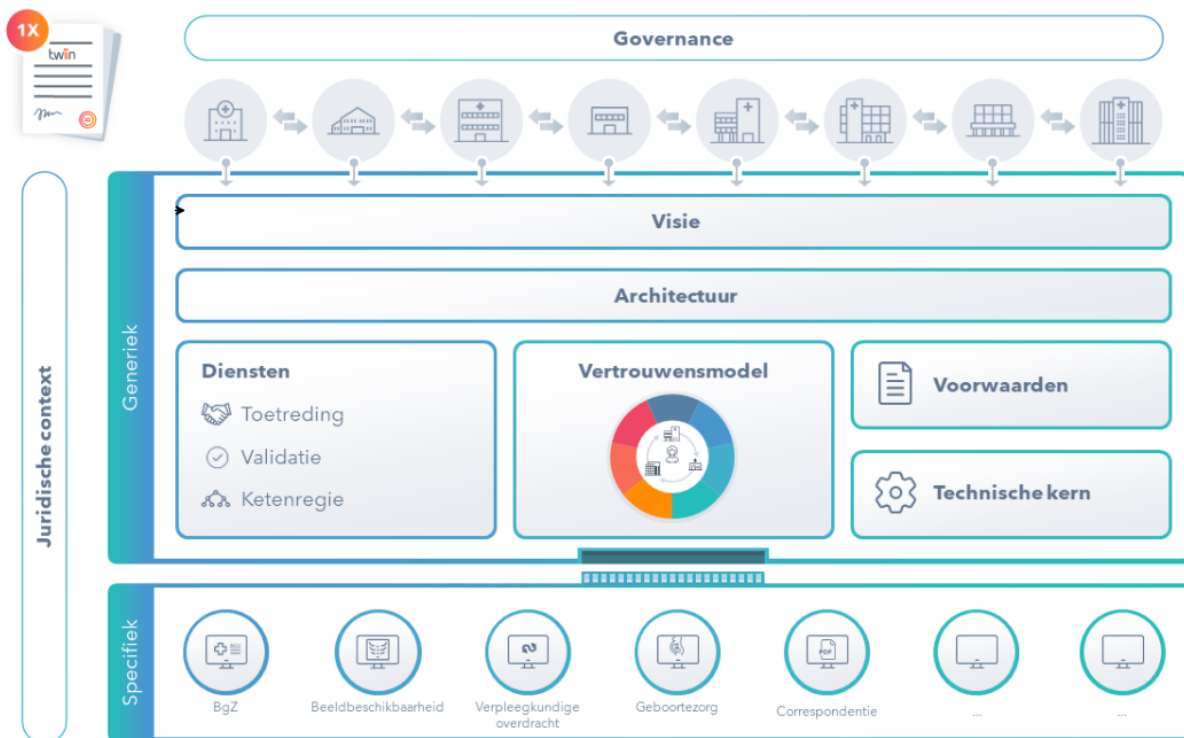 1X
twiin
Governance
Juridische context
Generiek
Visie
Architectuur
Diensten
Toetreding
Validatie
Ketenregie
Vertrouwensmodel
Voorwaarden
Technische kern
Specifiek
BgZ
Beeldbeschikbaarheid
Verpleegkundige
overdracht
Geboortezorg
PDF
Correspondentie
...
...